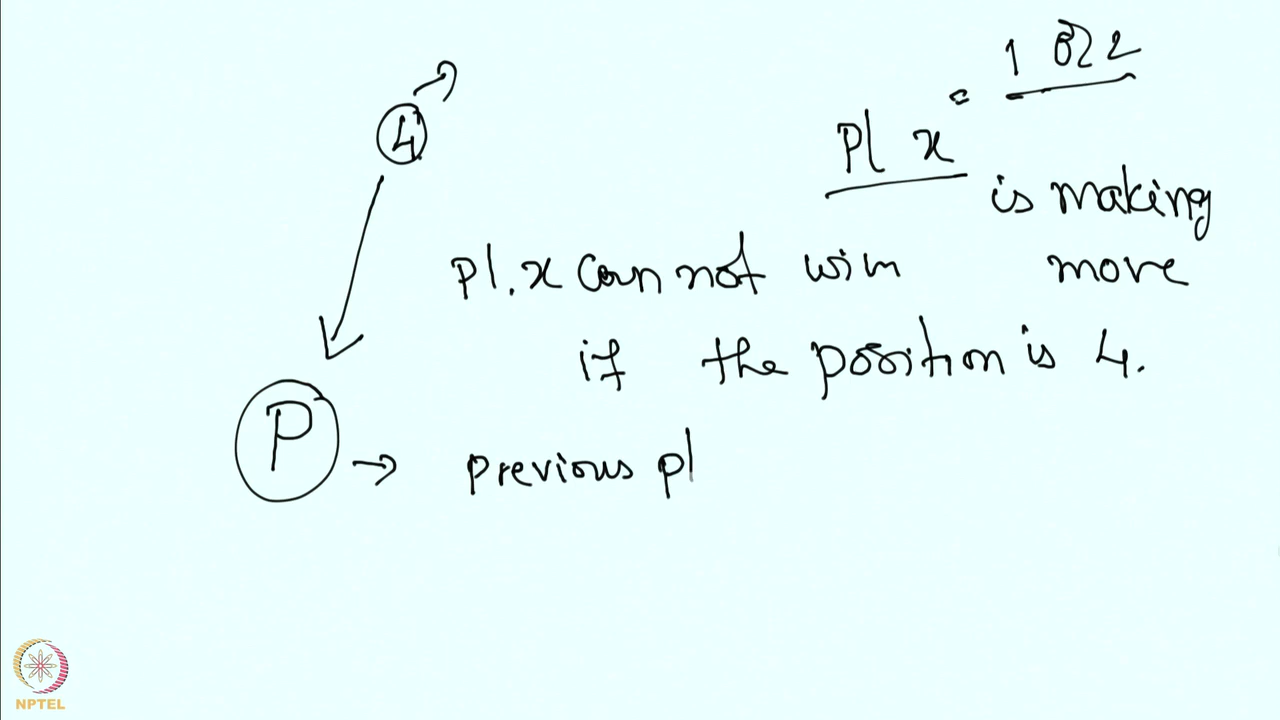 1 or 2
4
Pl x is making
Pl. x can not win move
if the position is 4.
P → previous pl
NPTEL